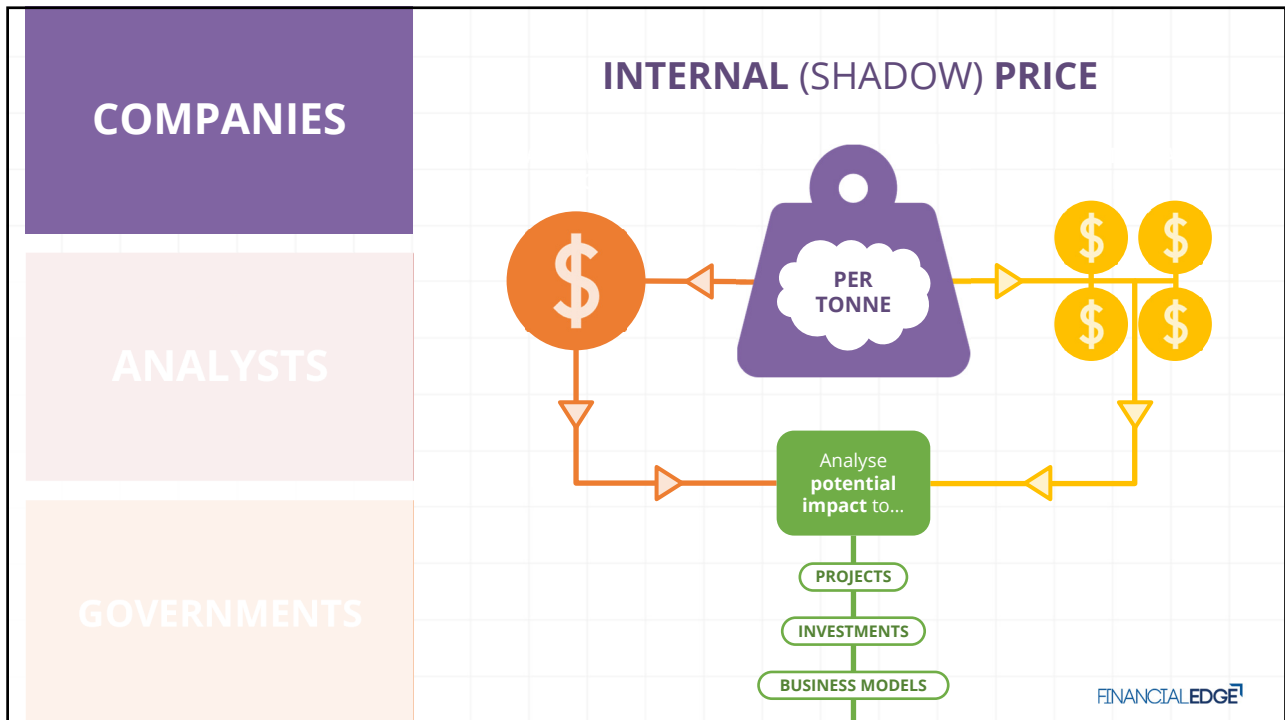 COMPANIES
ANALYSTS
GOVERNMENTS
INTERNAL (SHADOW) PRICE
$
PER
TONNE
$ $
$ $
Analyse
potential
impact to...
PROJECTS
INVESTMENTS
BUSINESS MODELS
FINANCIALEDGE